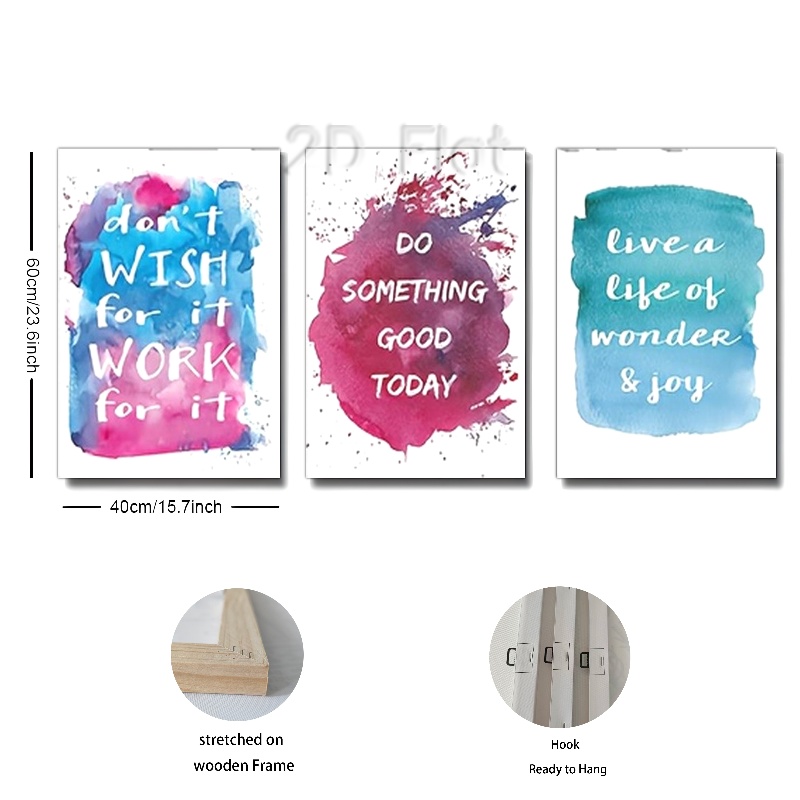 2D Flat
60cm/23.6inch
don't
WISH
for it
WORK
for it
DO
SOMETHING
GOOD
TODAY
live a
life of
wonder
& joy
40cm/15.7inch
stretched on
wooden Frame
Hook
Ready to Hang